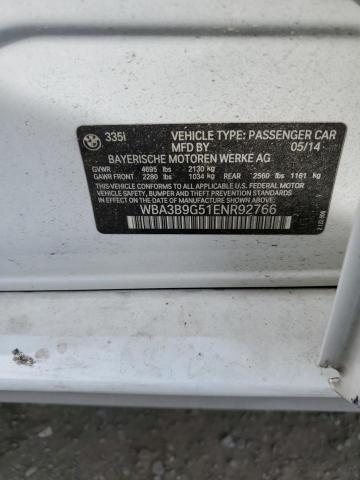 335i VEHICLE TYPE: PASSENGER CAR
MFD BY 05/14
BAYERISCHE MOTOREN WERKE AG
GVWR 4695 lbs 2130 kg
GAWR FRONT 2280 lbs 1034 kg REAR 2560 lbs 1161 kg
THIS VEHICLE CONFORMS TO ALL APPLICABLE U.S. FEDERAL MOTOR
VEHICLE SAFETY, BUMPER, AND THEFT PREVENTION STANDARDS
IN EFFECT ON THE DATE OF MANUFACTURE SHOWN ABOVE.
WBA3B9G51ENR92766